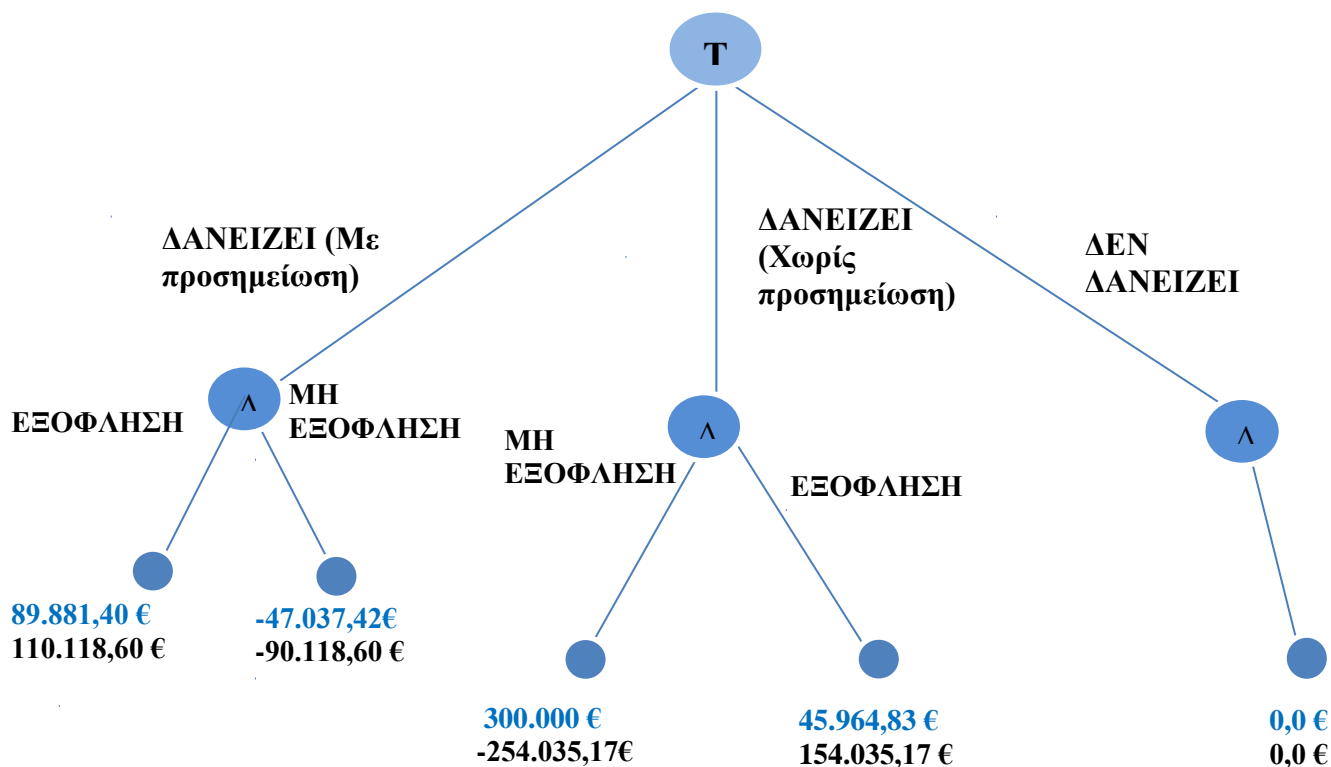 Τ
ΔΑΝΕΙΖΕΙ (Με
προσημείωση)
ΔΑΝΕΙΖΕΙ
(Χωρίς
προσημείωση)
ΔΕΝ
ΔΑΝΕΙΖΕΙ
Λ
ΕΞΟΦΛΗΣΗ
ΜΗ
ΕΞΟΦΛΗΣΗ
Λ
ΜΗ
ΕΞΟΦΛΗΣΗ
ΕΞΟΦΛΗΣΗ
Λ
89.881,40 €
110.118,60 €
-47.037,42€
-90.118,60 €
300.000 €
-254.035,17€
45.964,83 €
154.035,17 €
0,0 €
0,0 €